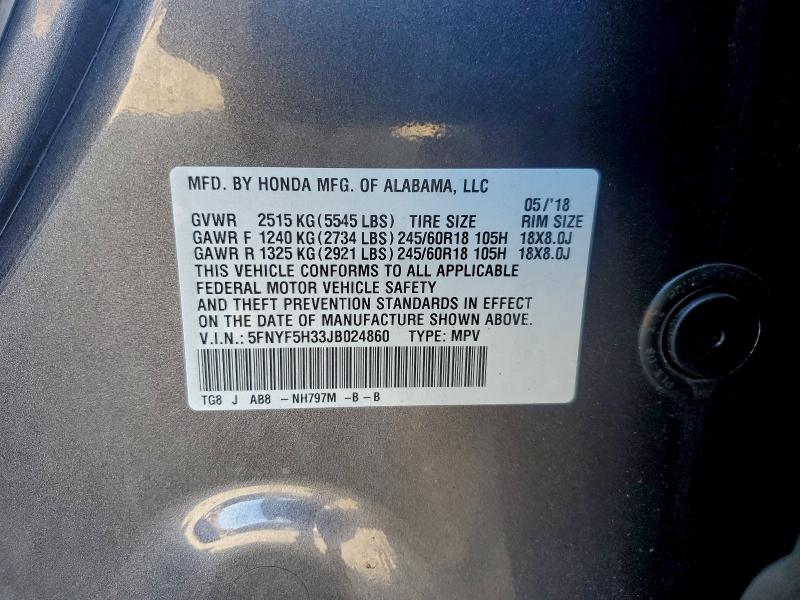 MFD. BY HONDA MFG. OF ALABAMA, LLC
05/'18
GVWR 2515 KG (5545 LBS) TIRE SIZE RIM SIZE
GAWR F 1240 KG (2734 LBS) 245/60R18 105H 18X8.0J
GAWR R 1325 KG (2921 LBS) 245/60R18 105H 18X8.0J
THIS VEHICLE CONFORMS TO ALL APPLICABLE
FEDERAL MOTOR VEHICLE SAFETY
AND THEFT PREVENTION STANDARDS IN EFFECT
ON THE DATE OF MANUFACTURE SHOWN ABOVE.
V.I.N.: 5FNYF5H33JB024860 TYPE: MPV
TG8 J AB8 -NH797M -B-B